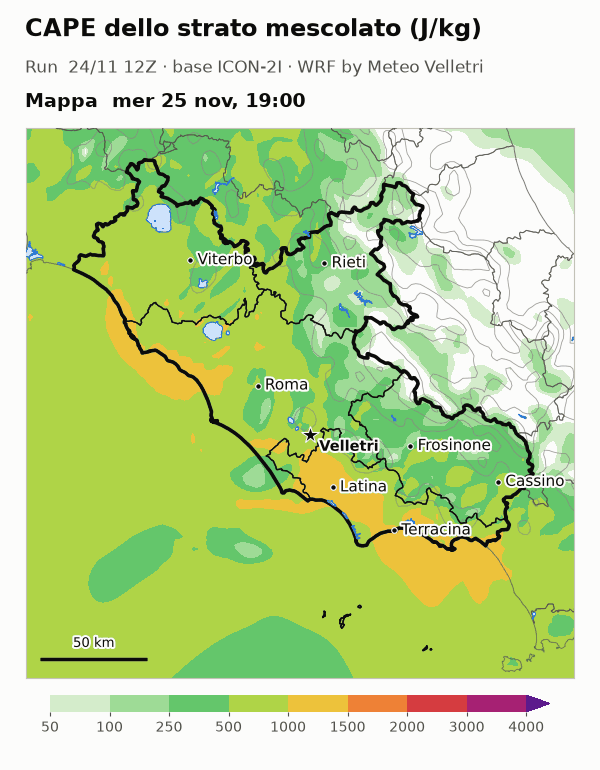 CAPE dello strato mescolato (J/kg)
Run  24/11 12Z · base ICON-2I · WRF by Meteo Velletri
Mappa  mer 25 nov, 19:00
Viterbo
Rieti
Roma
Velletri
Frosinone
Latina
Cassino
Terracina
50 km
50 100 250 500 1000 1500 2000 3000 4000